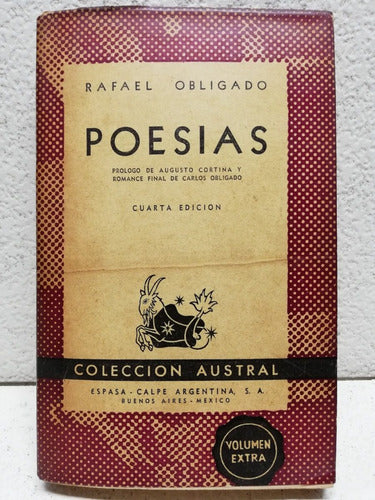 RAFAEL OBLIGADO
POESIAS
PROLOGO DE AUGUSTO CORTINA Y
ROMANCE FINAL DE CARLOS OBLIGADO
CUARTA EDICION
COLECCION AUSTRAL
ESPASA - CALPE ARGENTINA, S. A.
BUENOS AIRES - MEXICO
VOLUMEN
EXTRA